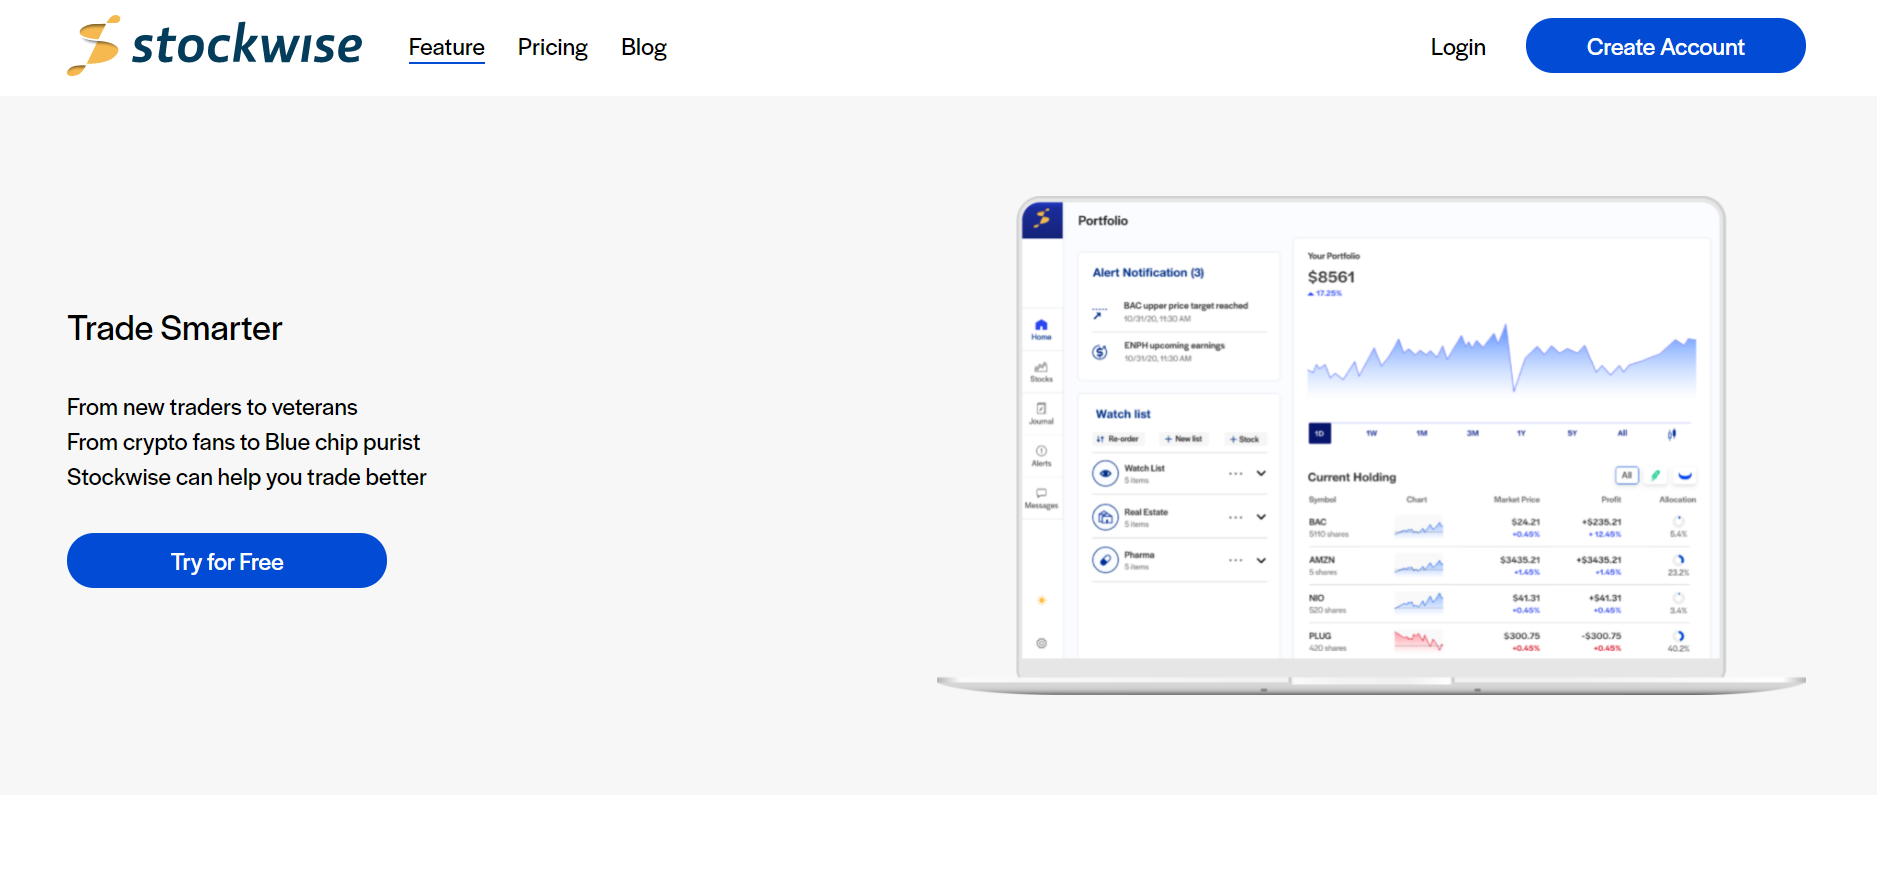 stockwise
Feature
Pricing
Blog
Login
Create Account
Trade Smarter
From new traders to veterans
From crypto fans to Blue chip purist
Stockwise can help you trade better
Try for Free
Portfolio
Home
Stocks
Journal
Alerts
Messages
Alert Notification (3)
BAC upper price target reached
10/31/20, 11:30 AM
ENPH upcoming earnings
10/31/20, 11:30 AM
Watch list
Re-order
+ New list
+ Stock
Watch List
5 items
Real Estate
5 items
Pharma
5 items
Your Portfolio
$8561
17.25%
1D 1W 1M 3M 1Y 5Y All
Current Holding
All
Symbol Chart Market Price Profit Allocation
BAC $24.21 +$235.21
5110 shares +0.45% + 12.45% 5.4%
AMZN $3435.21 +$3435.21
5 shares +1.45% +1.45% 23.2%
NIO $41.31 +$41.31
520 shares +0.45% +0.45% 3.4%
PLUG $300.75 -$300.75
420 shares +0.45% +0.45% 40.2%